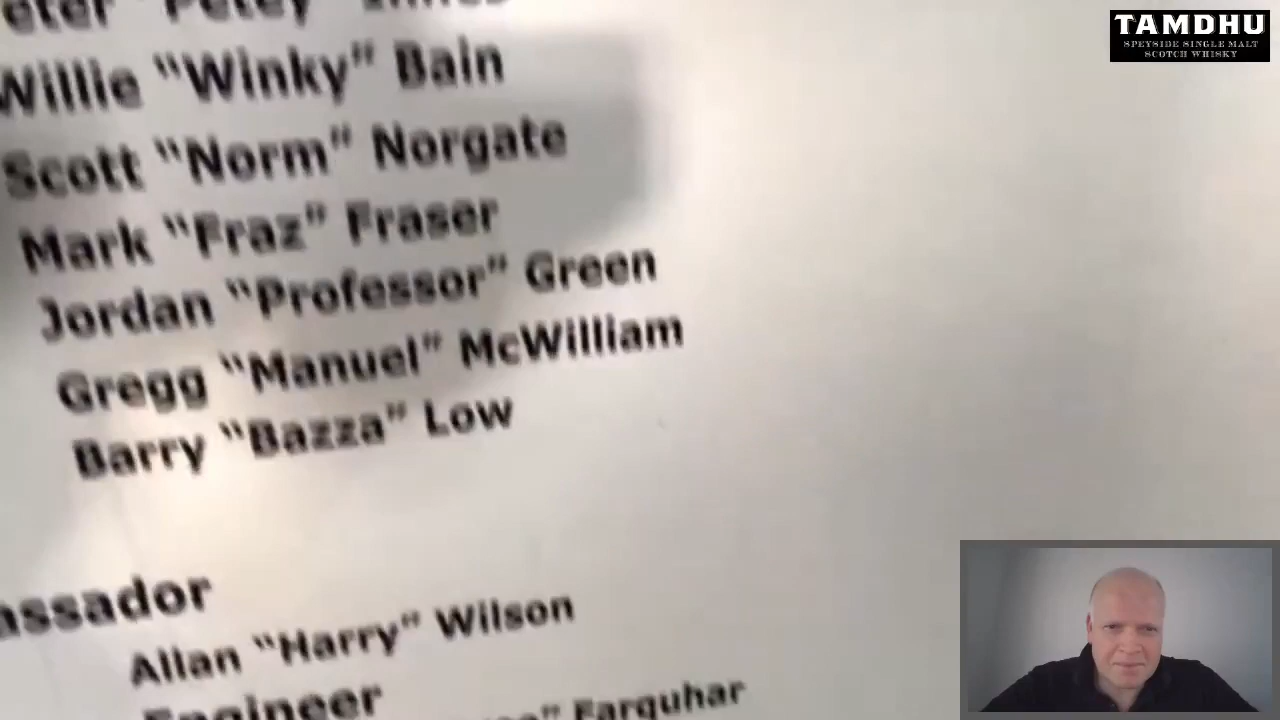 TAMDHU
SPEYSIDE SINGLE MALT
SCOTCH WHISKY
"Petey"
Willie "Winky" Bain
Scott "Norm" Norgate
Mark "Fraz" Fraser
Jordan "Professor" Green
Gregg "Manuel" McWilliam
Barry "Bazza" Low
Allan "Harry" Wilson
Engineer
Farquhar